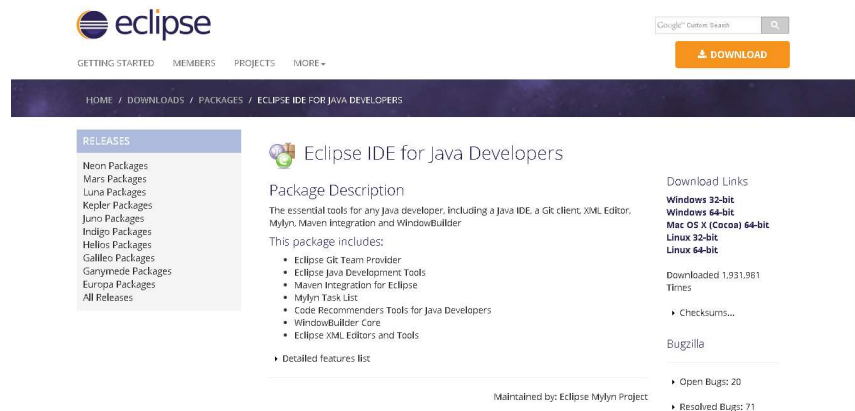 eclipse
Google Custom Search
DOWNLOAD
GETTING STARTED MEMBERS PROJECTS MORE
HOME / DOWNLOADS / PACKAGES / ECLIPSE IDE FOR JAVA DEVELOPERS
RELEASES
Neon Packages
Mars Packages
Luna Packages
Kepler Packages
Juno Packages
Indigo Packages
Helios Packages
Galileo Packages
Ganymede Packages
Europa Packages
All Releases
Eclipse IDE for Java Developers
Package Description
The essential tools for any Java developer, including a Java IDE, a Git client, XML Editor,
Mylyn, Maven integration and WindowBuilder
This package includes:
Eclipse Git Team Provider
Eclipse Java Development Tools
Maven Integration for Eclipse
Mylyn Task List
Code Recommenders Tools for Java Developers
WindowBuilder Core
Eclipse XML Editors and Tools
Detailed features list
Maintained by: Eclipse Mylyn Project
Download Links
Windows 32-bit
Windows 64-bit
Mac OS X (Cocoa) 64-bit
Linux 32-bit
Linux 64-bit
Downloaded 1,931,981
Times
Checksums...
Bugzilla
Open Bugs: 20
Resolved Bugs: 71